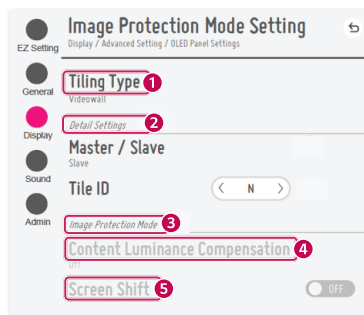 Image Protection Mode Setting
Display / Advanced Setting / OLED Panel Settings
EZ Setting
General
Display
Sound
Admin
Tiling Type 1
Videowall
Detail Settings 2
Master / Slave
Slave
Tile ID < N >
Image Protection Mode 3
Content Luminance Compensation 4
Off
Screen Shift 5 OFF